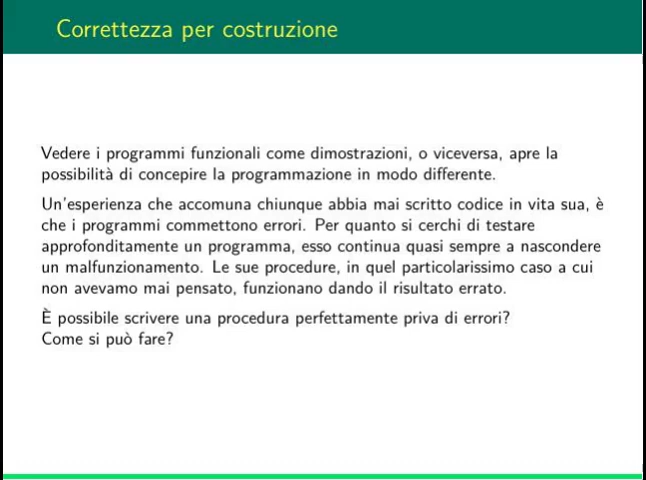 Correttezza per costruzione
Vedere i programmi funzionali come dimostrazioni, o viceversa, apre la
possibilità di concepire la programmazione in modo differente.
Un'esperienza che accomuna chiunque abbia mai scritto codice in vita sua, è
che i programmi commettono errori. Per quanto si cerchi di testare
approfonditamente un programma, esso continua quasi sempre a nascondere
un malfunzionamento. Le sue procedure, in quel particolarissimo caso a cui
non avevamo mai pensato, funzionano dando il risultato errato.
È possibile scrivere una procedura perfettamente priva di errori?
Come si può fare?